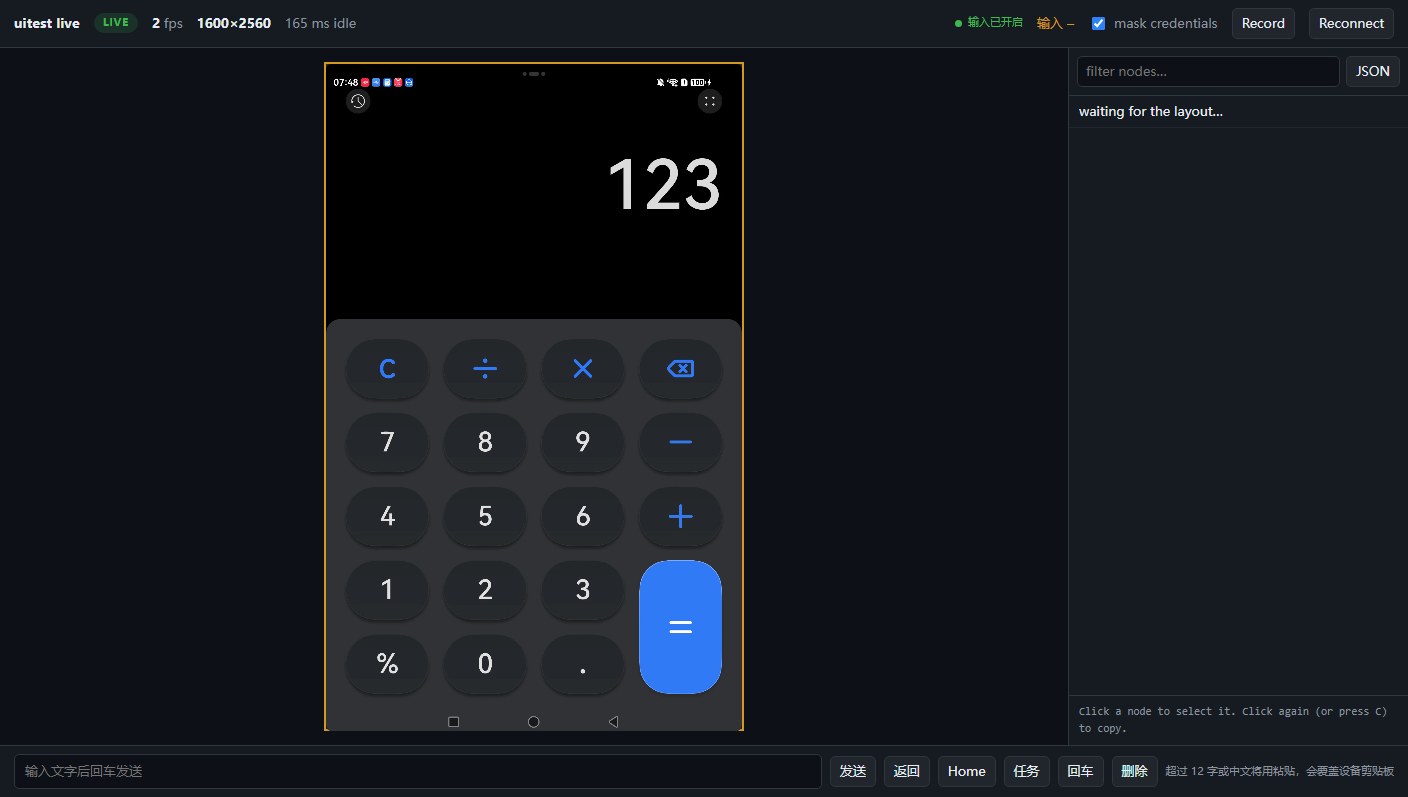 uitest live LIVE 2 fps 1600×2560 165 ms idle 输入已开启 输入 – mask credentials Record Reconnect
filter nodes... JSON
waiting for the layout...
07:48
123
C ÷ ×
7 8 9 −
4 5 6 +
1 2 3 =
% 0 .
Click a node to select it. Click again (or press C)
to copy.
输入文字后回车发送 发送 返回 Home 任务 回车 删除 超过 12 字或中文将用粘贴，会覆盖设备剪贴板